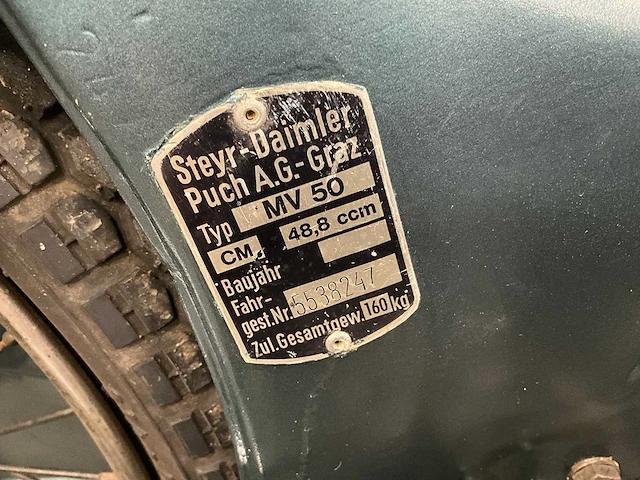 Steyr-Daimler
Puch A.G.-Graz
Typ MV 50
CM 48,8 ccm
Baujahr
Fahr-
gest.Nr. 5538247
Zul.Gesamtgew. 160 kg